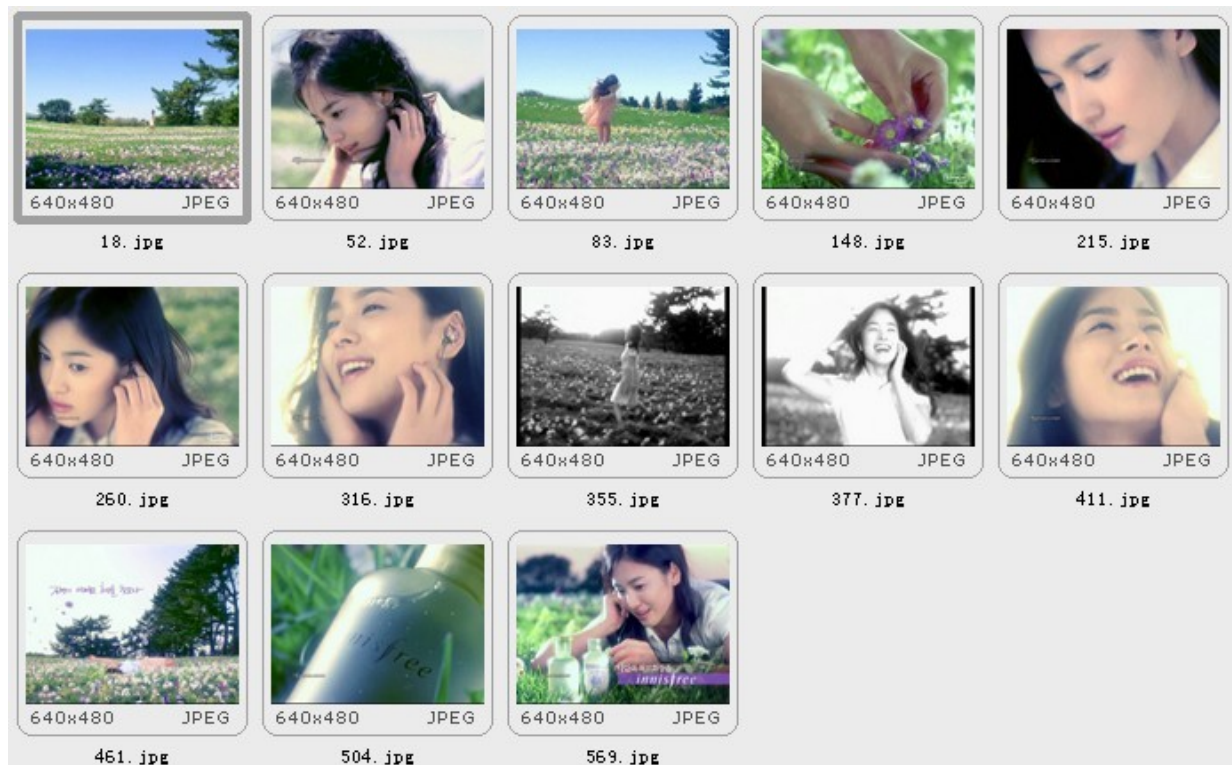 640x480 JPEG 640x480 JPEG 640x480 JPEG 640x480 JPEG 640x480 JPEG
18.jpg 52.jpg 83.jpg 148.jpg 215.jpg
640x480 JPEG 640x480 JPEG 640x480 JPEG 640x480 JPEG 640x480 JPEG
260.jpg 316.jpg 355.jpg 377.jpg 411.jpg
innisfree
innisfree
640x480 JPEG 640x480 JPEG 640x480 JPEG
461.jpg 504.jpg 569.jpg